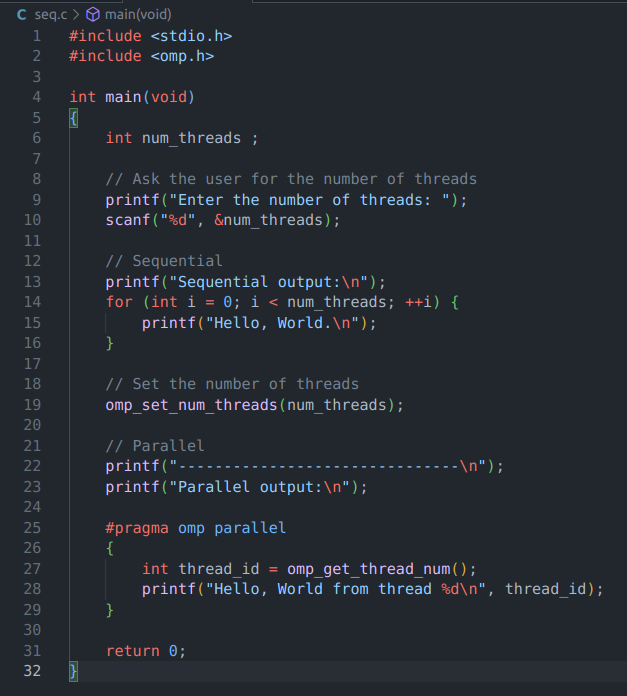 C seq.c > main(void)
1 #include <stdio.h>
2 #include <omp.h>
3
4 int main(void)
5 {
6     int num_threads ;
7
8     // Ask the user for the number of threads
9     printf("Enter the number of threads: ");
10     scanf("%d", &num_threads);
11
12     // Sequential
13     printf("Sequential output:\n");
14     for (int i = 0; i < num_threads; ++i) {
15         printf("Hello, World.\n");
16     }
17
18     // Set the number of threads
19     omp_set_num_threads(num_threads);
20
21     // Parallel
22     printf("-------------------------------\n");
23     printf("Parallel output:\n");
24
25     #pragma omp parallel
26     {
27         int thread_id = omp_get_thread_num();
28         printf("Hello, World from thread %d\n", thread_id);
29     }
30
31     return 0;
32 }